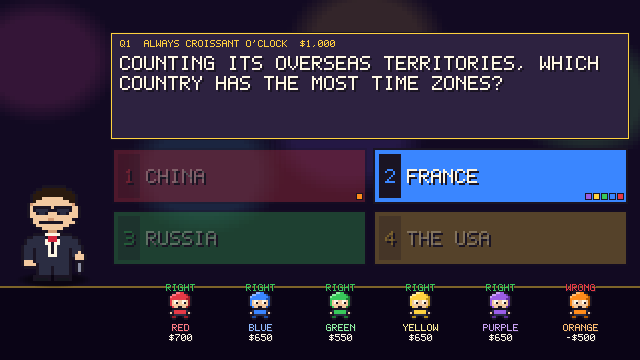 Q1 ALWAYS CROISSANT O'CLOCK $1,000
COUNTING ITS OVERSEAS TERRITORIES, WHICH
COUNTRY HAS THE MOST TIME ZONES?
1 CHINA
2 FRANCE
3 RUSSIA
4 THE USA
RIGHT RIGHT RIGHT RIGHT RIGHT WRONG
RED BLUE GREEN YELLOW PURPLE ORANGE
$700 $650 $550 $650 $650 -$500